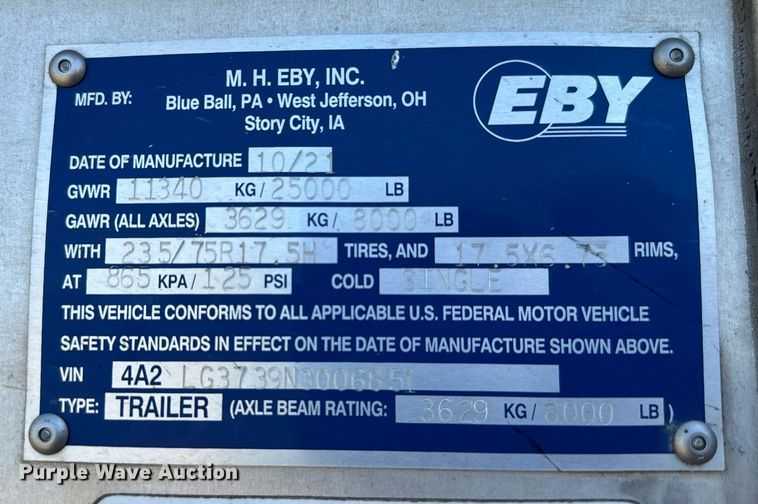 M. H. EBY, INC.
MFD. BY: Blue Ball, PA • West Jefferson, OH
Story City, IA
EBY
DATE OF MANUFACTURE 10/21
GVWR 11340 KG/ 25000 LB
GAWR (ALL AXLES) 3629 KG/ 8000 LB
WiTH 235/75R17.5H TIRES, AND 17.5X6.75 RIMS,
AT 865 KPA/ 125 PSI COLD SINGLE
THIS VEHICLE CONFORMS TO ALL APPLICABLE U.S. FEDERAL MOTOR VEHICLE
SAFETY STANDARDS IN EFFECT ON THE DATE OF MANUFACTURE SHOWN ABOVE.
VIN 4A2 LG3739N3006851
TYPE: TRAILER (AXLE BEAM RATING: 3629 KG/ 8000 LB )
Purple Wave Auction